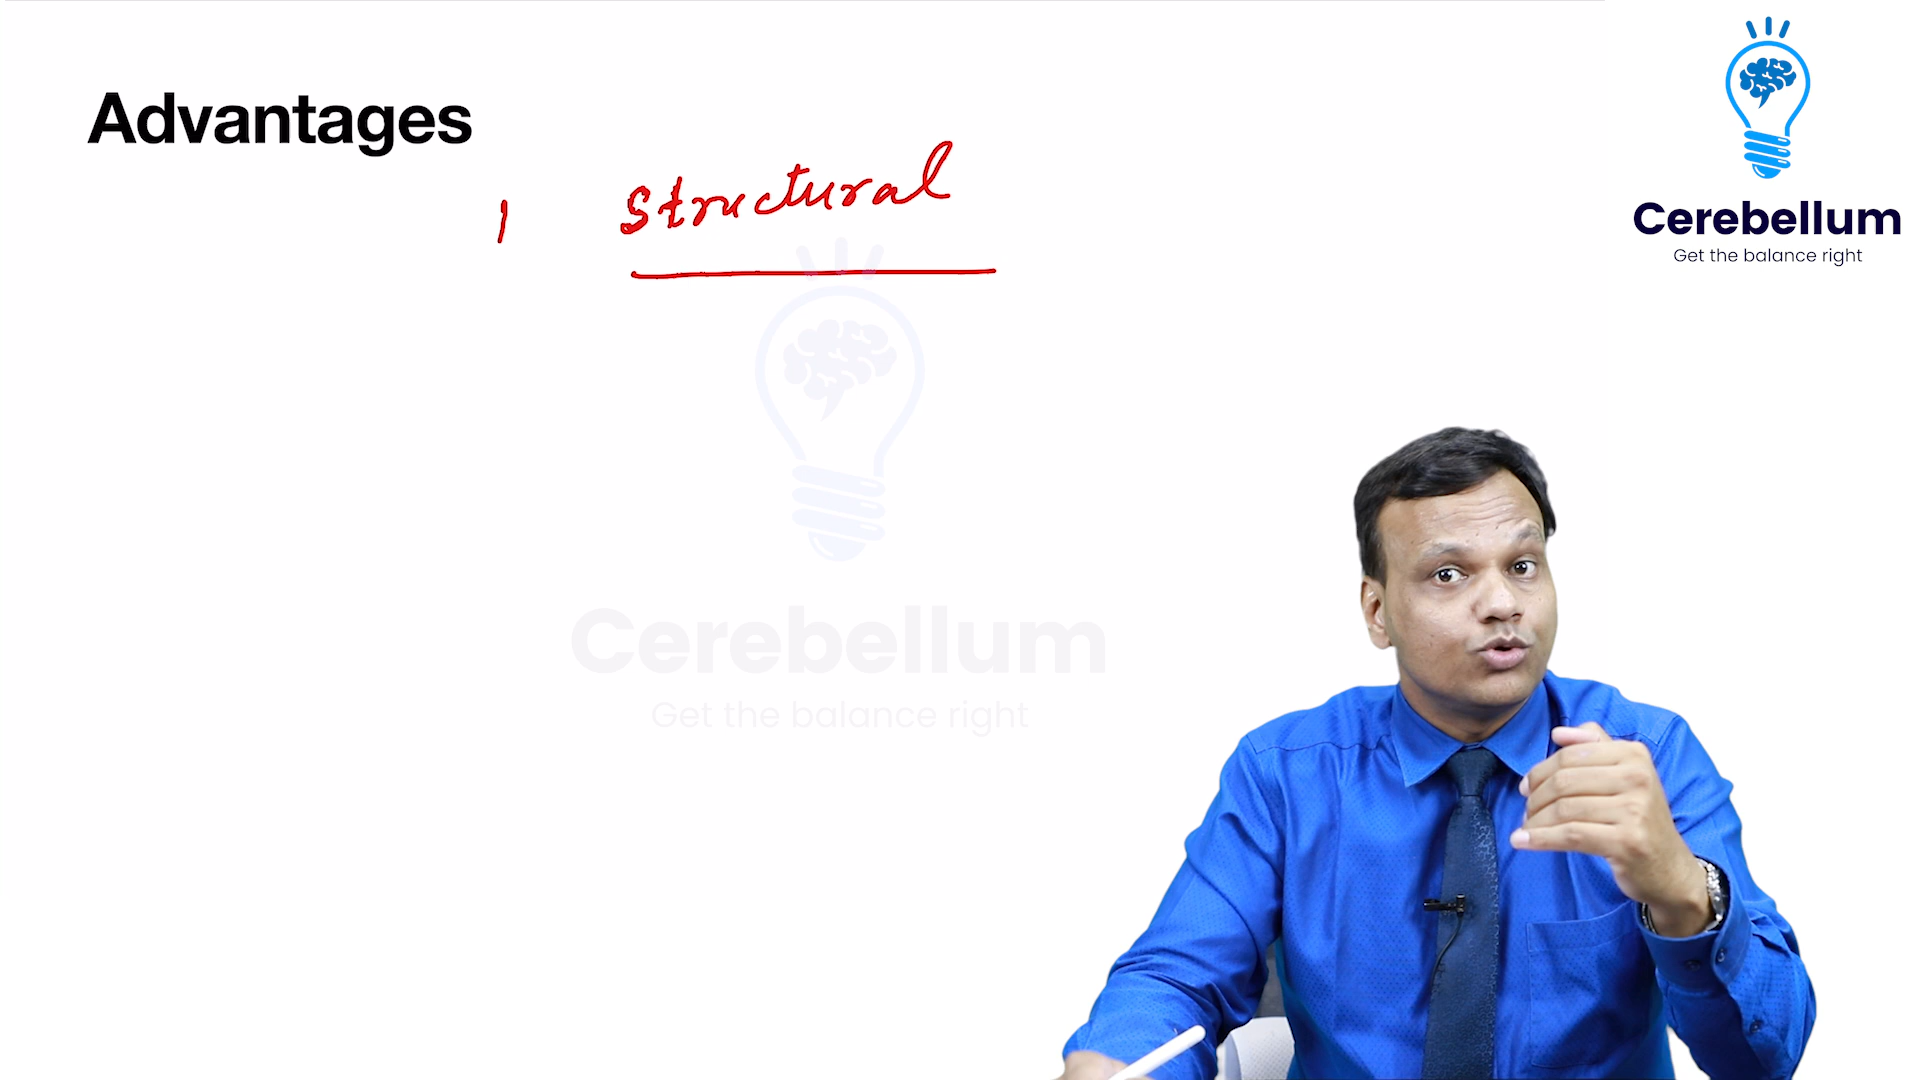 Advantages
1 Structural
Cerebellum
Get the balance right
Cerebellum
Get the balance right